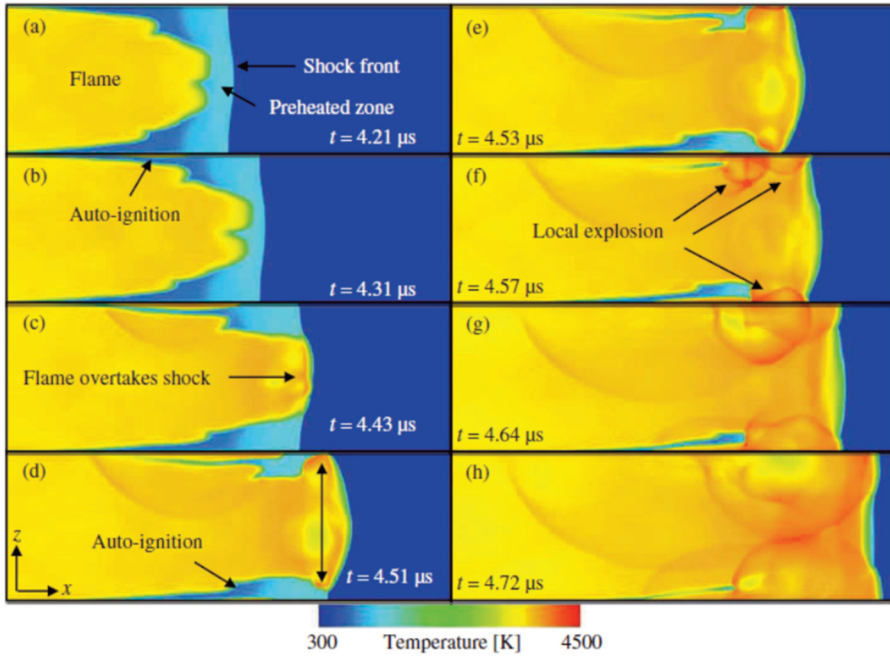 (a)
Flame
Shock front
Preheated zone
t = 4.21 μs
(b)
Auto-ignition
t = 4.31 μs
(c)
Flame overtakes shock
t = 4.43 μs
(d)
z
Auto-ignition
x
t = 4.51 μs
(e)
t = 4.53 μs
(f)
Local explosion
t = 4.57 μs
(g)
t = 4.64 μs
(h)
t = 4.72 μs
300 Temperature [K] 4500